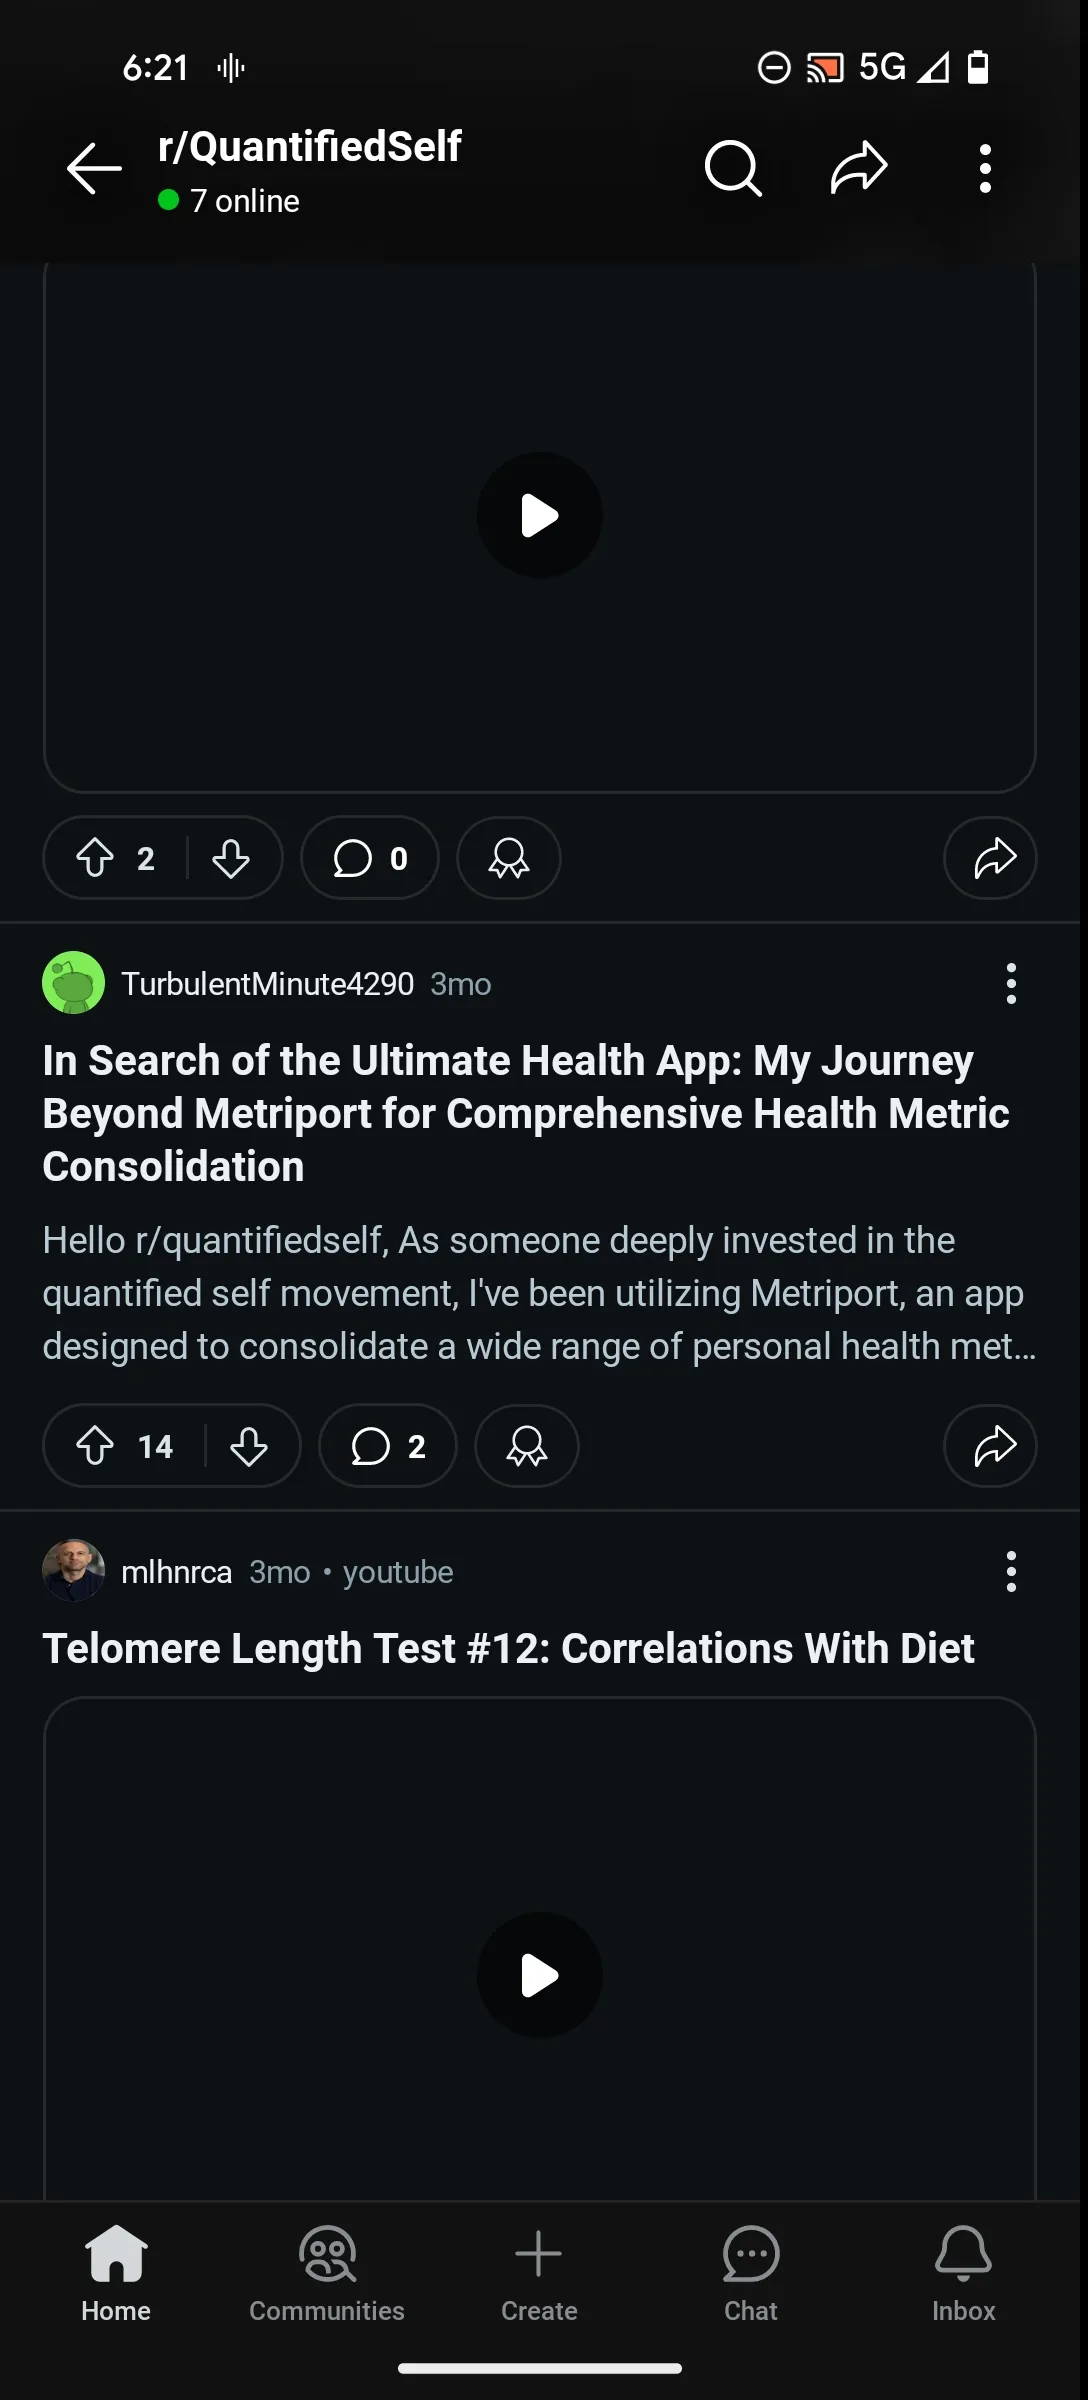 6:21
5G
r/QuantifiedSelf
7 online
2
0
TurbulentMinute4290 3mo
In Search of the Ultimate Health App: My Journey
Beyond Metriport for Comprehensive Health Metric
Consolidation
Hello r/quantifiedself, As someone deeply invested in the
quantified self movement, I've been utilizing Metriport, an app
designed to consolidate a wide range of personal health met…
14
2
mlhnrca 3mo • youtube
Telomere Length Test #12: Correlations With Diet
Home
Communities
Create
Chat
Inbox